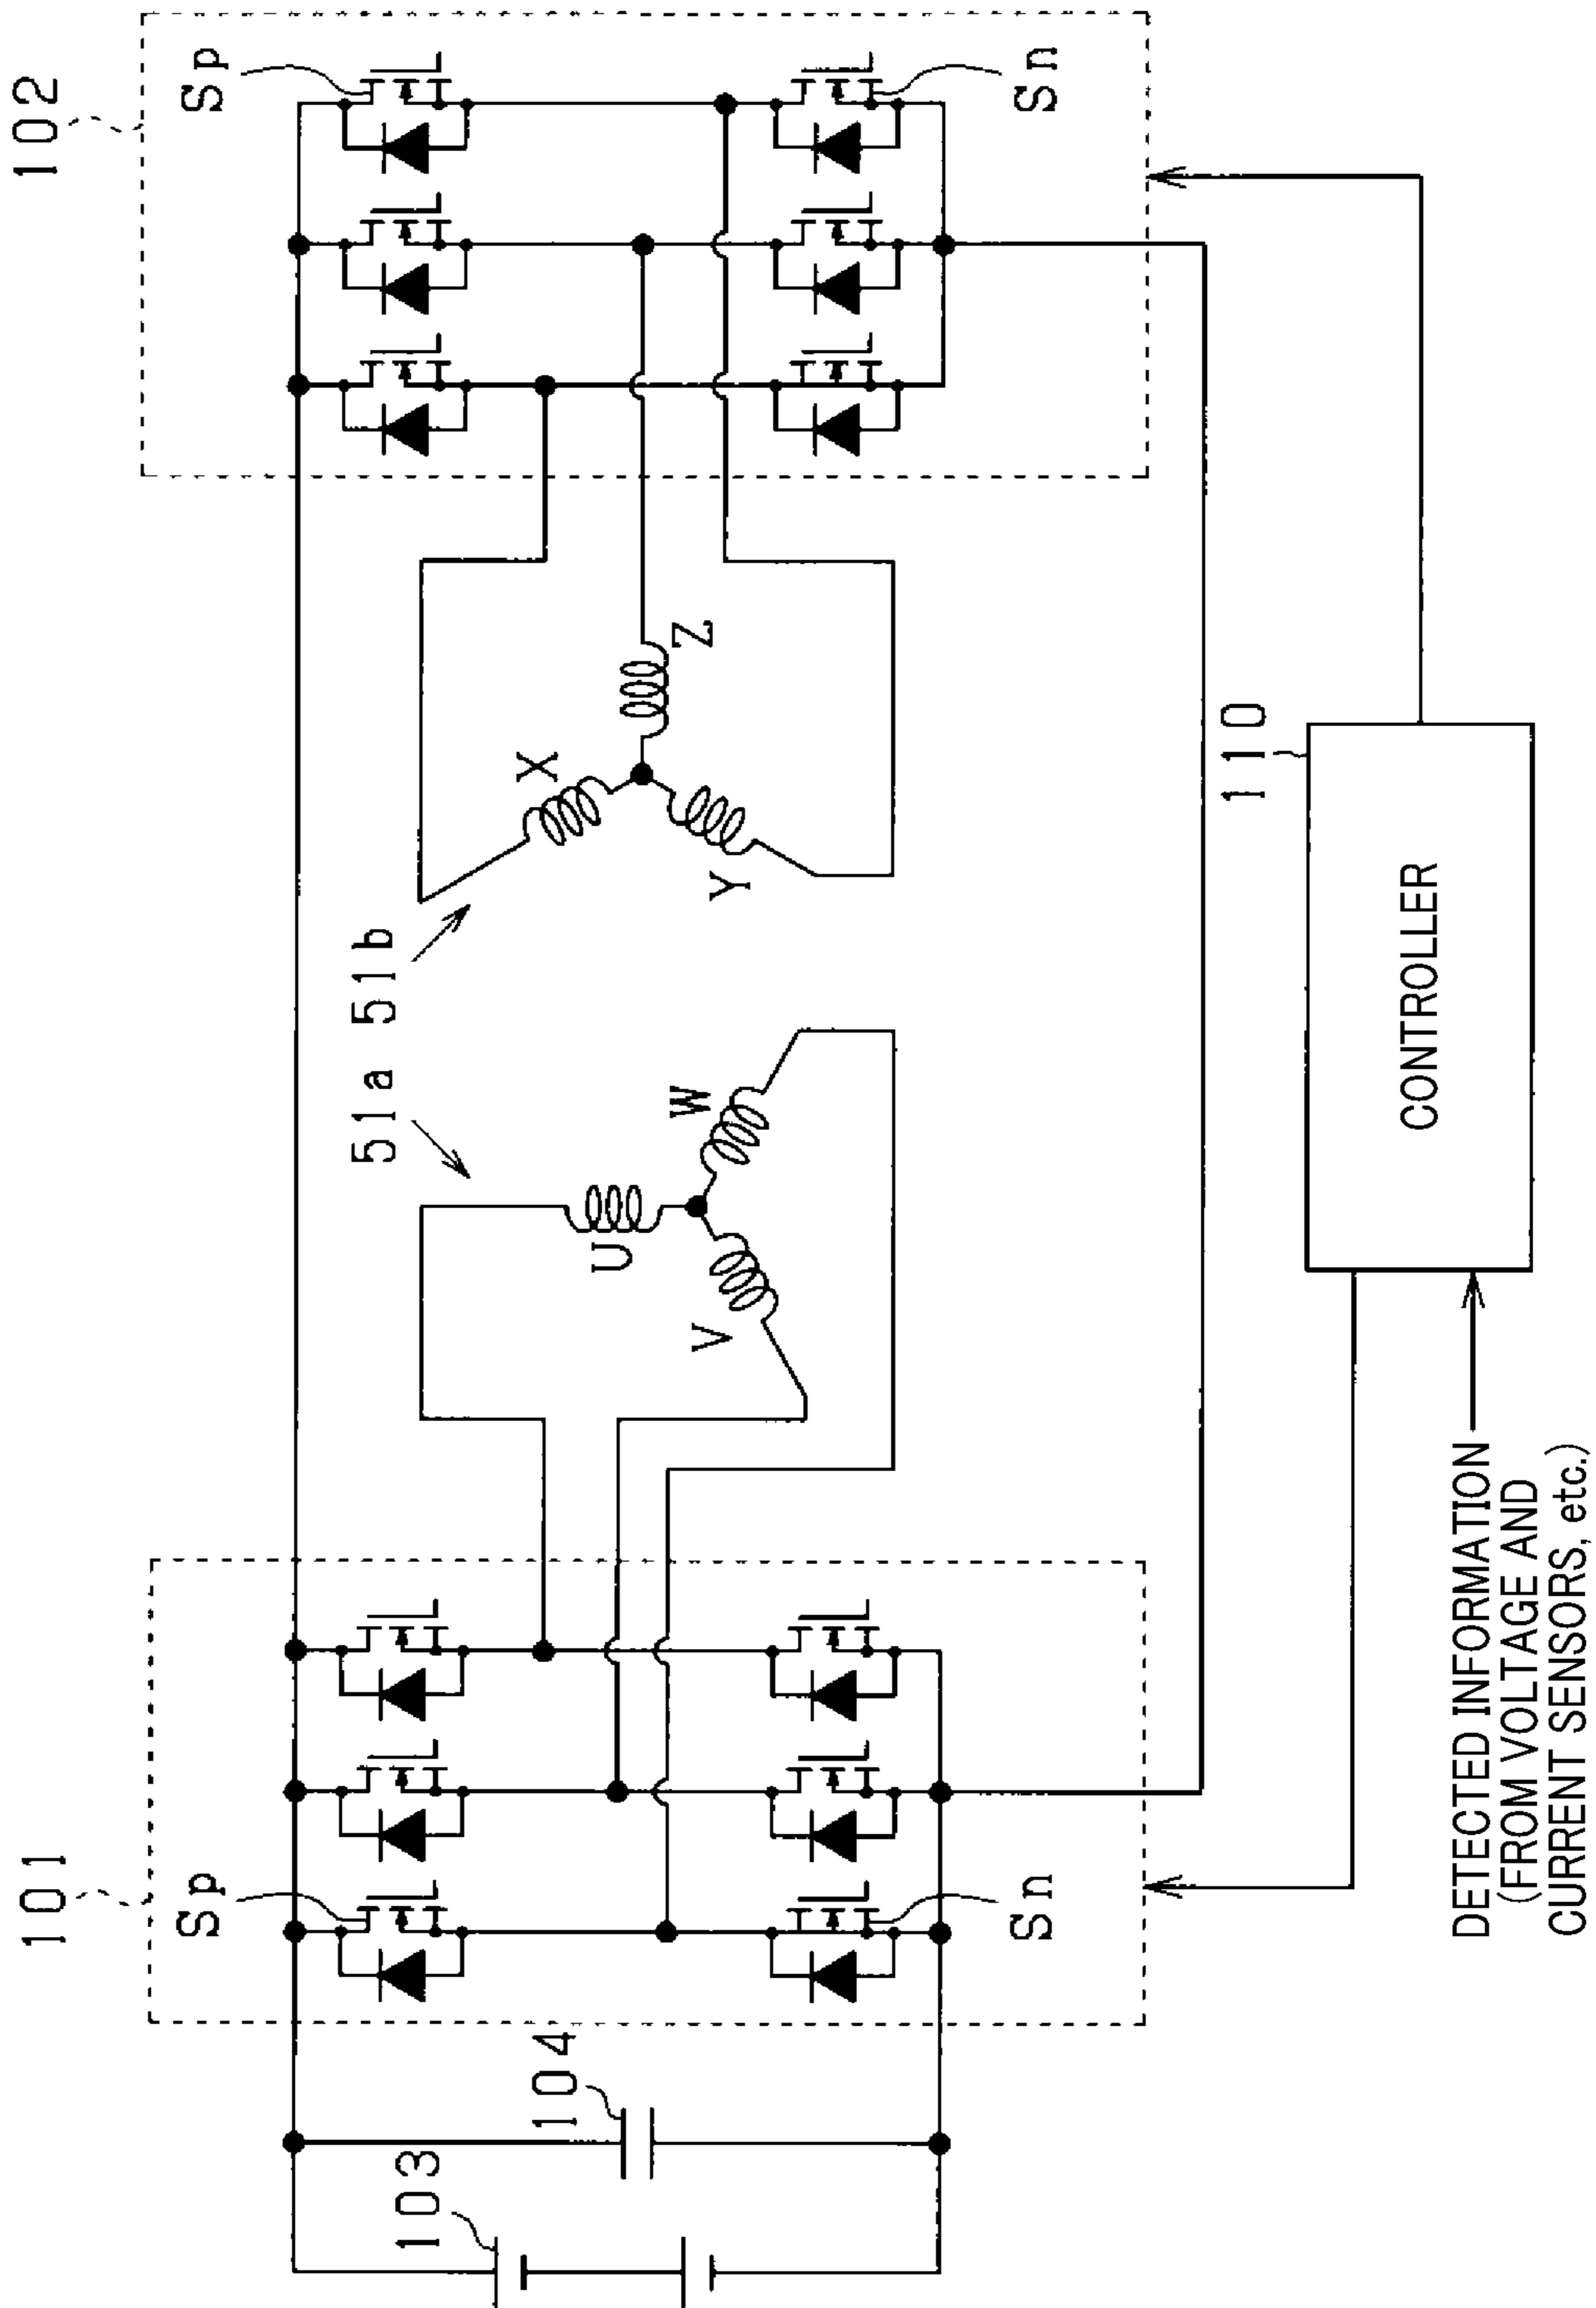 101
102
Sp
Sp
103
104
51a
51b
U
V
W
X
Y
Z
Sn
Sn
110
CONTROLLER
DETECTED INFORMATION
(FROM VOLTAGE AND
CURRENT SENSORS, etc.)